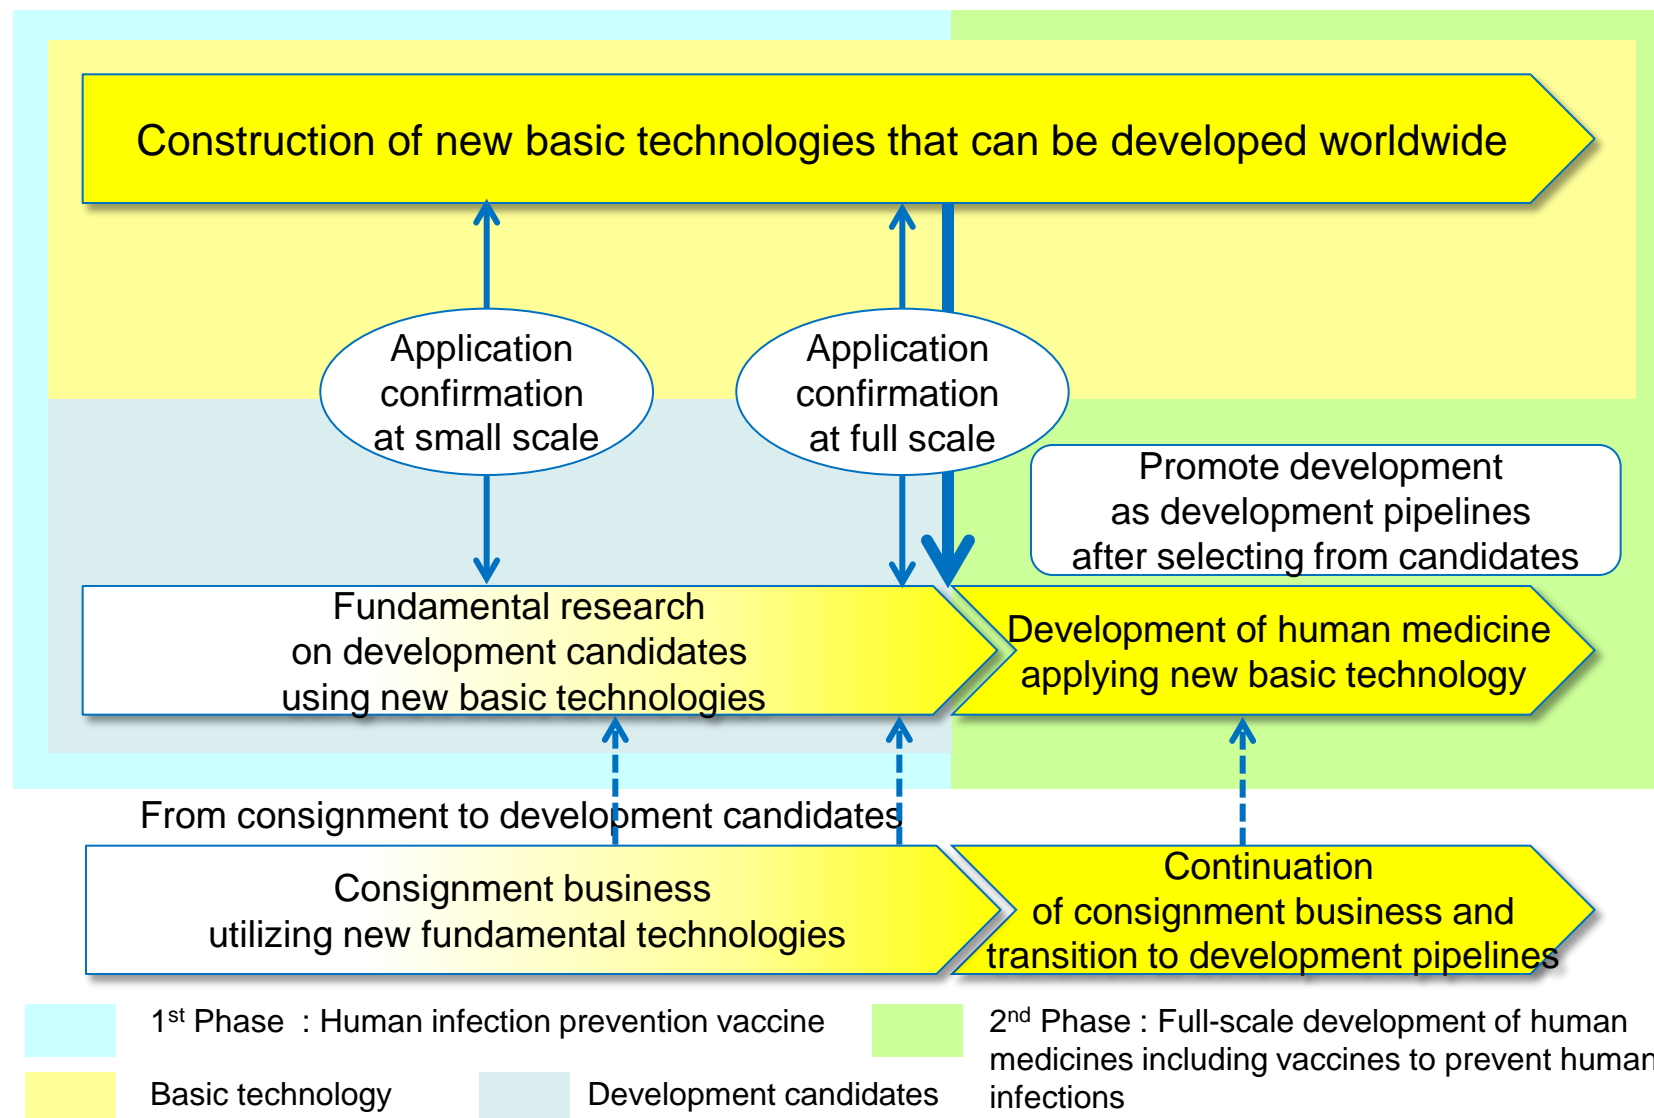 Construction of new basic technologies that can be developed worldwide
Application
confirmation
at small scale
Application
confirmation
at full scale
Promote development
as development pipelines
after selecting from candidates
Fundamental research
on development candidates
using new basic technologies
Development of human medicine
applying new basic technology
From consignment to development candidates
Consignment business
utilizing new fundamental technologies
Continuation
of consignment business and
transition to development pipelines
1st Phase : Human infection prevention vaccine
2nd Phase : Full-scale development of human
medicines including vaccines to prevent human
infections
Basic technology
Development candidates